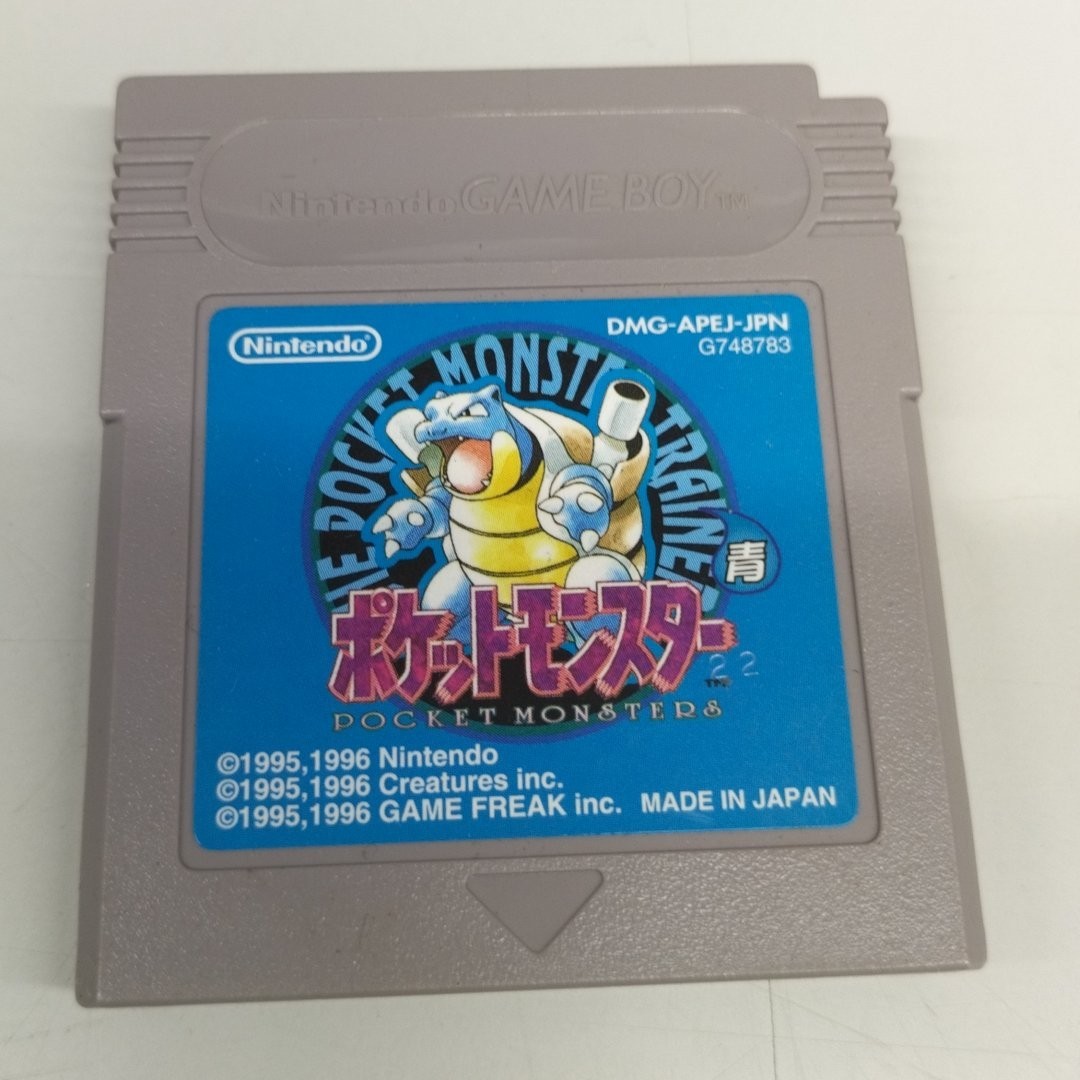 Nintendo GAME BOY™
Nintendo®
DMG-APEJ-JPN
G748783
THE POCKET MONSTER TRAINER
青
ポケットモンスター
22
TM
POCKET MONSTERS
©1995,1996 Nintendo
©1995,1996 Creatures inc.
©1995,1996 GAME FREAK inc. MADE IN JAPAN